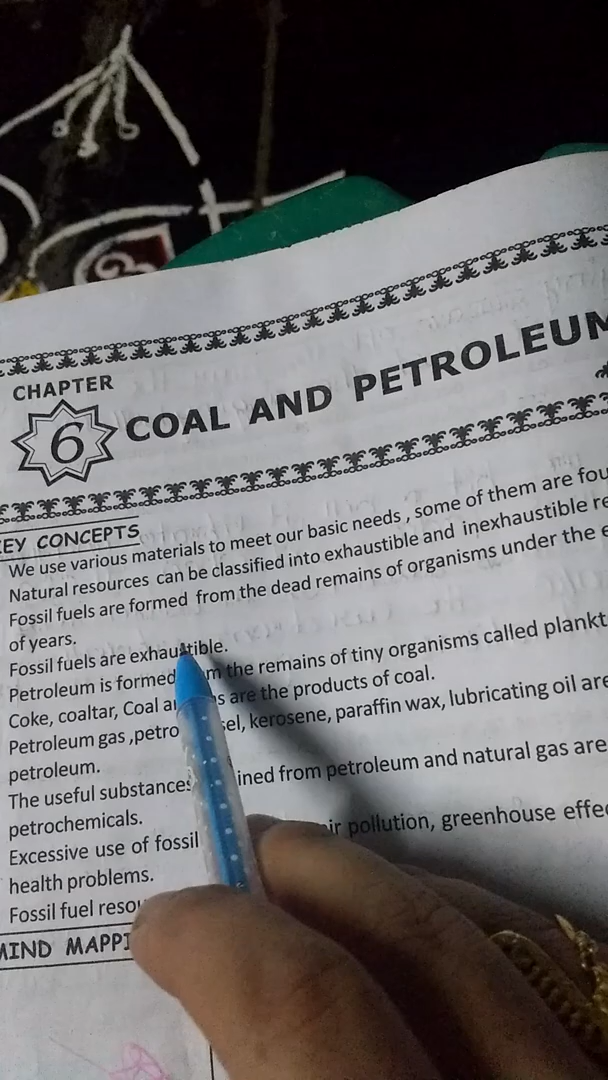 CHAPTER
6 COAL AND PETROLEUM
KEY CONCEPTS
We use various materials to meet our basic needs , some of them are fou
Natural resources can be classified into exhaustible and inexhaustible re
Fossil fuels are formed from the dead remains of organisms under the e
of years.
Fossil fuels are exhaustible.
Petroleum is formed the remains of tiny organisms called plankt
Coke, coaltar, Coal are the products of coal.
Petroleum gas ,petro kerosene, paraffin wax, lubricating oil are
petroleum.
The useful substances ined from petroleum and natural gas are
petrochemicals.
Excessive use of fossil air pollution, greenhouse effe
health problems.
Fossil fuel resou
MIND MAPPI